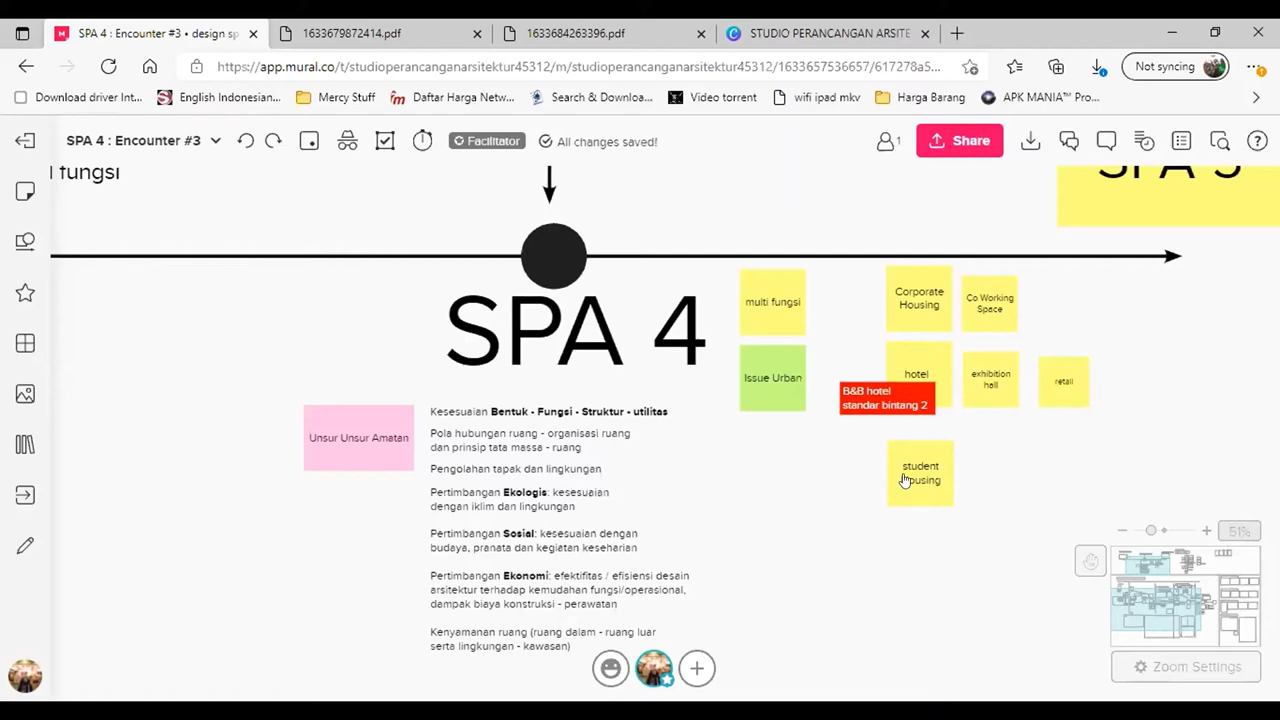 SPA 4 : Encounter #3 • design sp
1633679872414.pdf
1633684263396.pdf
STUDIO PERANCANGAN ARSITE
https://app.mural.co/t/studioperancanganarsitektur45312/m/studioperancanganarsitektur45312/1633657536657/617278a5...
Not syncing
Download driver Int...
English Indonesian...
Mercy Stuff
Daftar Harga Netw...
Search & Downloa...
Video torrent
wifi ipad mkv
Harga Barang
APK MANIA™ Pro...
SPA 4 : Encounter #3
Facilitator
All changes saved!
1
Share
l fungsi
SPA 4
multi fungsi
Issue Urban
Corporate
Housing
Co Working
Space
hotel
B&B hotel
standar bintang 2
exhibition
hall
retail
student
Unsur Unsur Amatan
Kesesuaian Bentuk - Fungsi - Struktur - utilitas
Pola hubungan ruang - organisasi ruang
dan prinsip tata massa - ruang
Pengolahan tapak dan lingkungan
Pertimbangan Ekologis: kesesuaian
dengan iklim dan lingkungan
Pertimbangan Sosial: kesesuaian dengan
budaya, pranata dan kegiatan keseharian
Pertimbangan Ekonomi: efektifitas / efisiensi desain
arsitektur terhadap kemudahan fungsi/operasional,
dampak biaya konstruksi - perawatan
Kenyamanan ruang (ruang dalam - ruang luar
serta lingkungan - kawasan)
51%
Zoom Settings